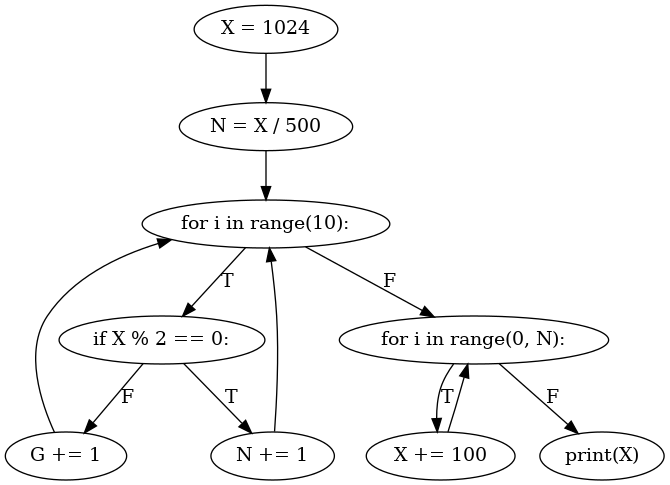 X = 1024
N = X / 500
for i in range(10):
T
F
if X % 2 == 0:
for i in range(0, N):
F
T
T
F
G += 1
N += 1
X += 100
print(X)